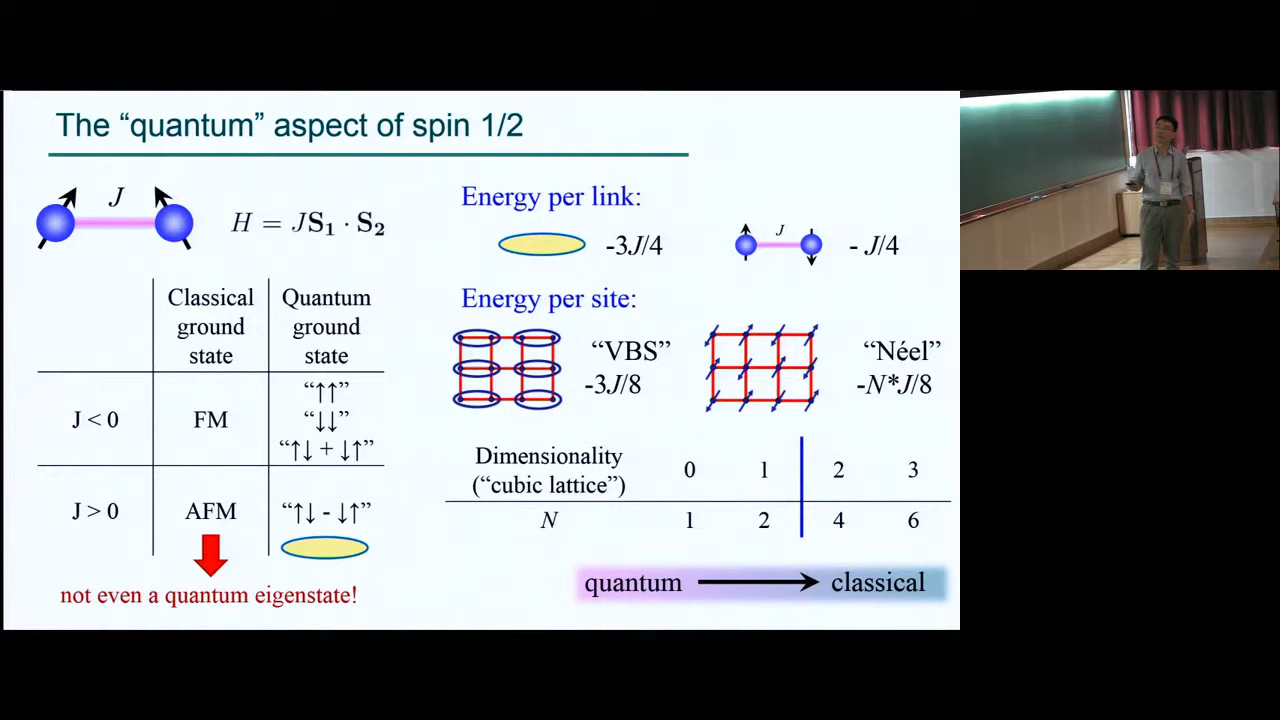 The “quantum” aspect of spin 1/2
J
H = JS₁ · S₂
Classical ground state
Quantum ground state
J < 0
FM
“↑↑”
“↓↓”
“↑↓ + ↓↑”
J > 0
AFM
“↑↓ - ↓↑”
not even a quantum eigenstate!
Energy per link:
-3J/4
J
- J/4
Energy per site:
“VBS”
-3J/8
“Néel”
-N*J/8
Dimensionality
(“cubic lattice”)
0 1 2 3
N 1 2 4 6
quantum
classical